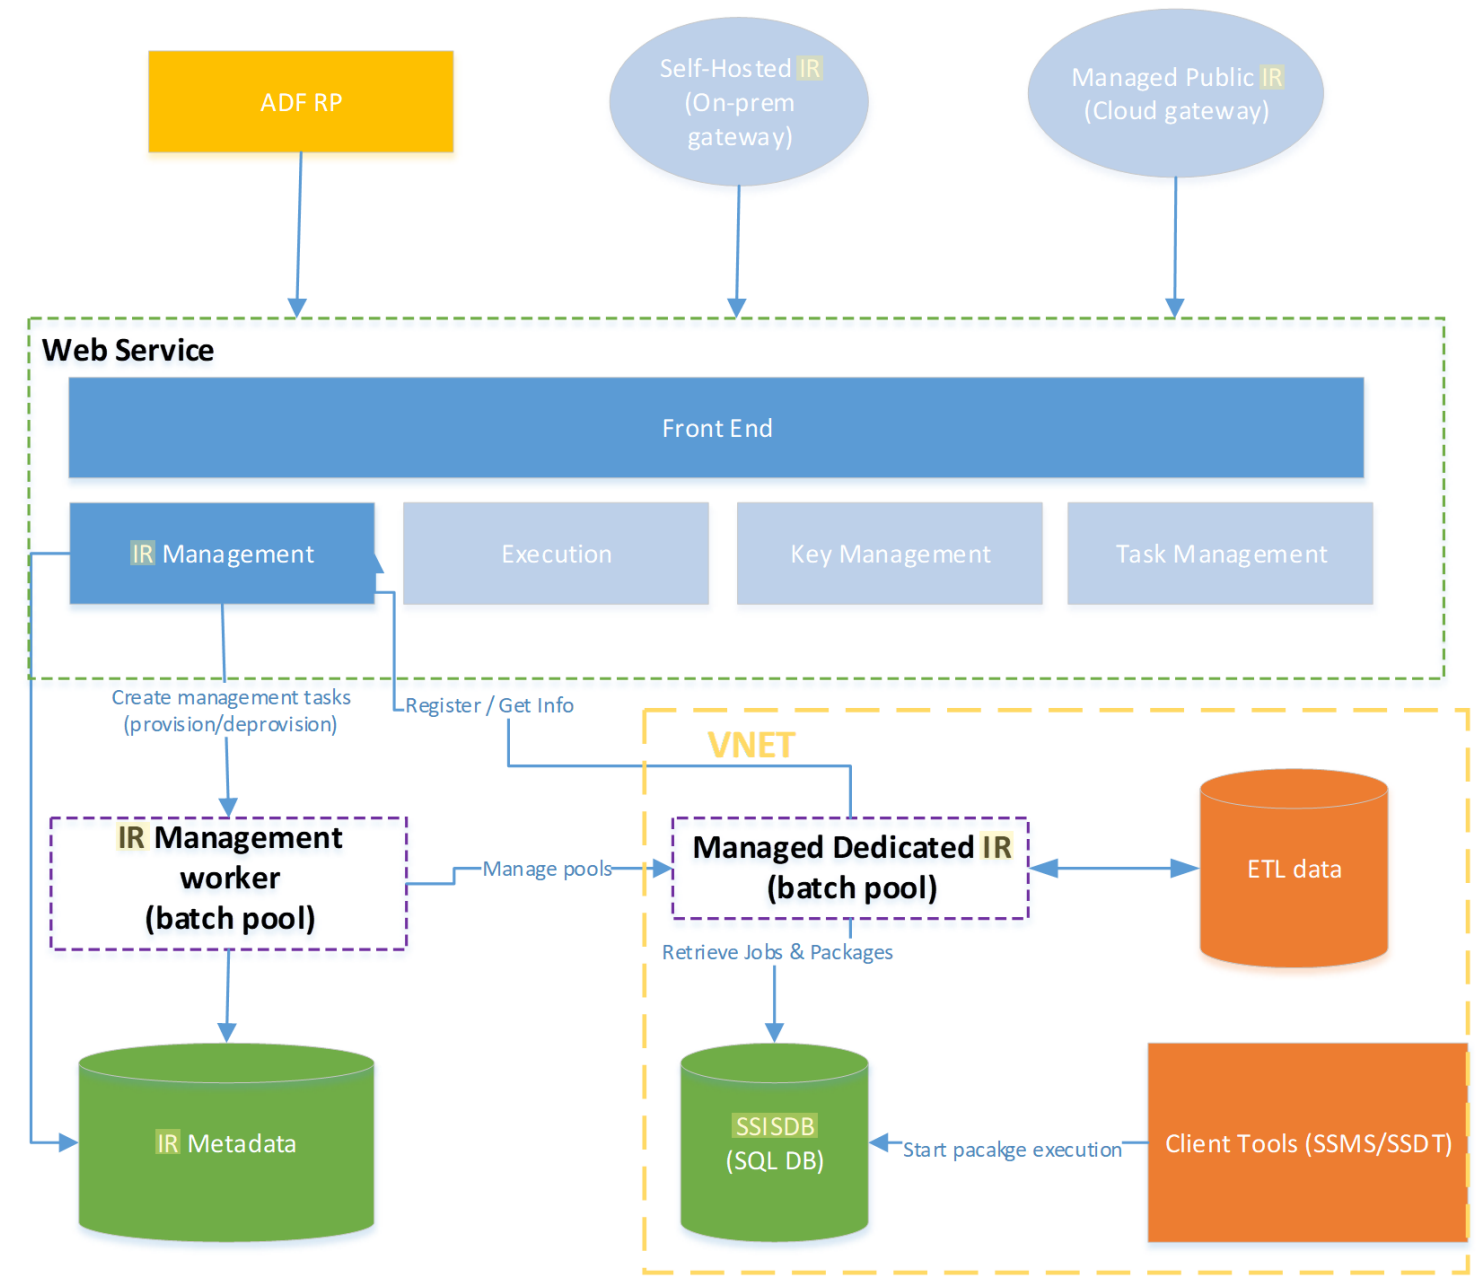 ADF RP
Self-Hosted IR
(On-prem
gateway)
Managed Public IR
(Cloud gateway)
Web Service
Front End
IR Management
Execution
Key Management
Task Management
Create management tasks
(provision/deprovision)
Register / Get Info
VNET
IR Management
worker
(batch pool)
Manage pools
Managed Dedicated IR
(batch pool)
ETL data
Retrieve Jobs & Packages
IR Metadata
SSISDB
(SQL DB)
Start pacakge execution
Client Tools (SSMS/SSDT)